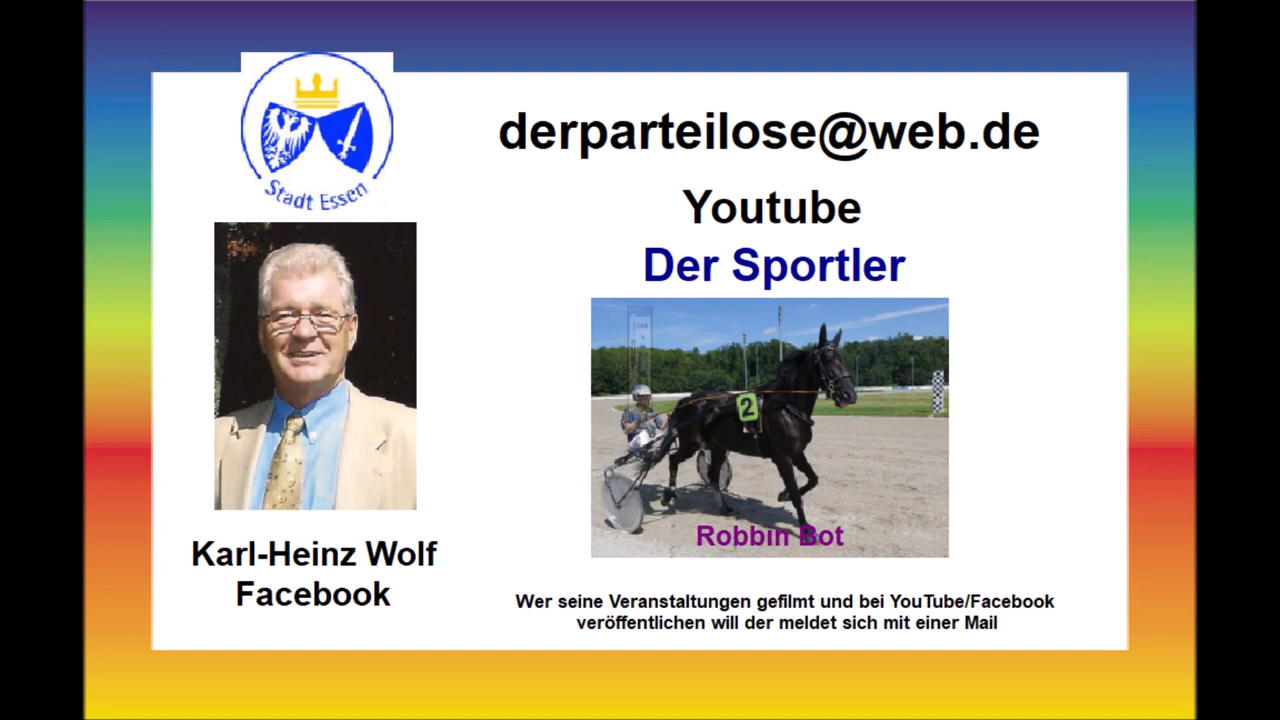 Stadt Essen
derparteilose@web.de
Youtube
Der Sportler
2
Robbin Bot
Karl-Heinz Wolf
Facebook
Wer seine Veranstaltungen gefilmt und bei YouTube/Facebook
veröffentlichen will der meldet sich mit einer Mail